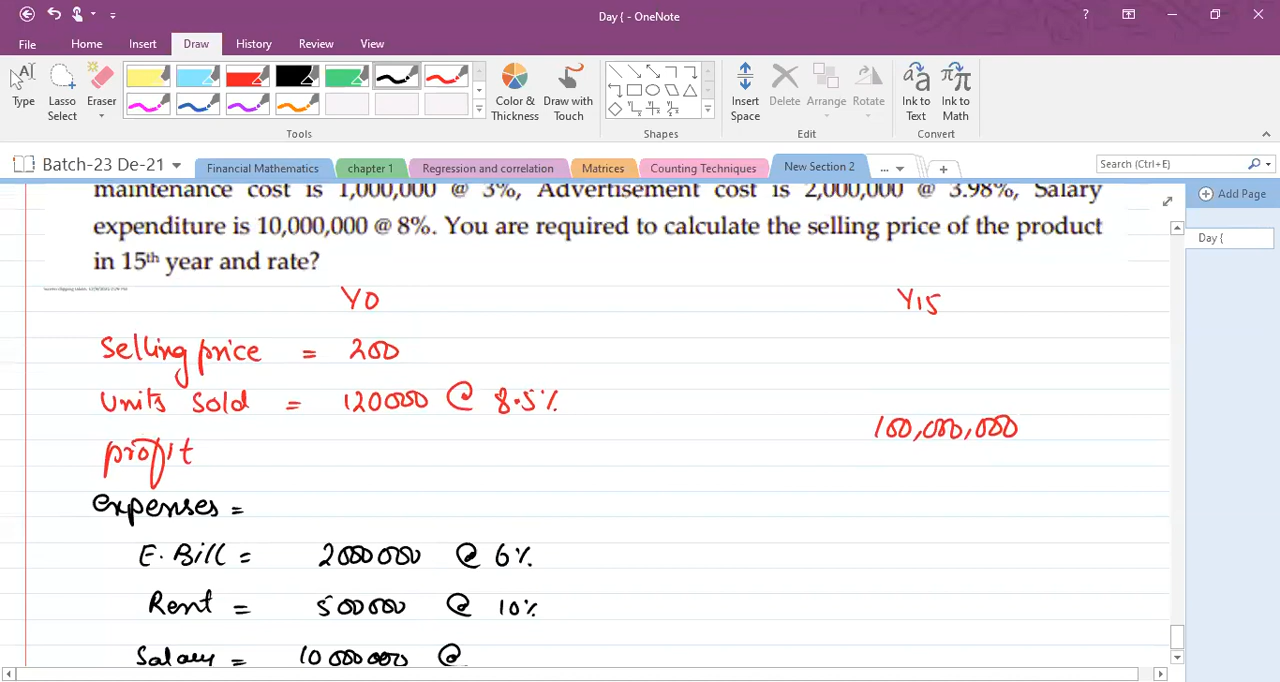 Day { - OneNote
?
File Home Insert Draw History Review View
Type
Lasso Select
Eraser
Color & Thickness
Draw with Touch
Insert Space
Delete
Arrange
Rotate
Ink to Text
Ink to Math
Tools
Shapes
Edit
Convert
Batch-23 De-21
Financial Mathematics
chapter 1
Regression and correlation
Matrices
Counting Techniques
New Section 2
...
Search (Ctrl+E)
Add Page
Day {
maintenance cost is 1,000,000 @ 3%, Advertisement cost is 2,000,000 @ 3.98%, Salary
expenditure is 10,000,000 @ 8%. You are required to calculate the selling price of the product
in 15th year and rate?
Y0 Y15
Selling price = 200
Units sold = 120000 @ 8.5%
100,000,000
profit
expenses =
E. Bill = 2000000 @ 6%
Rent = 500000 @ 10%
Salary = 10000000 @